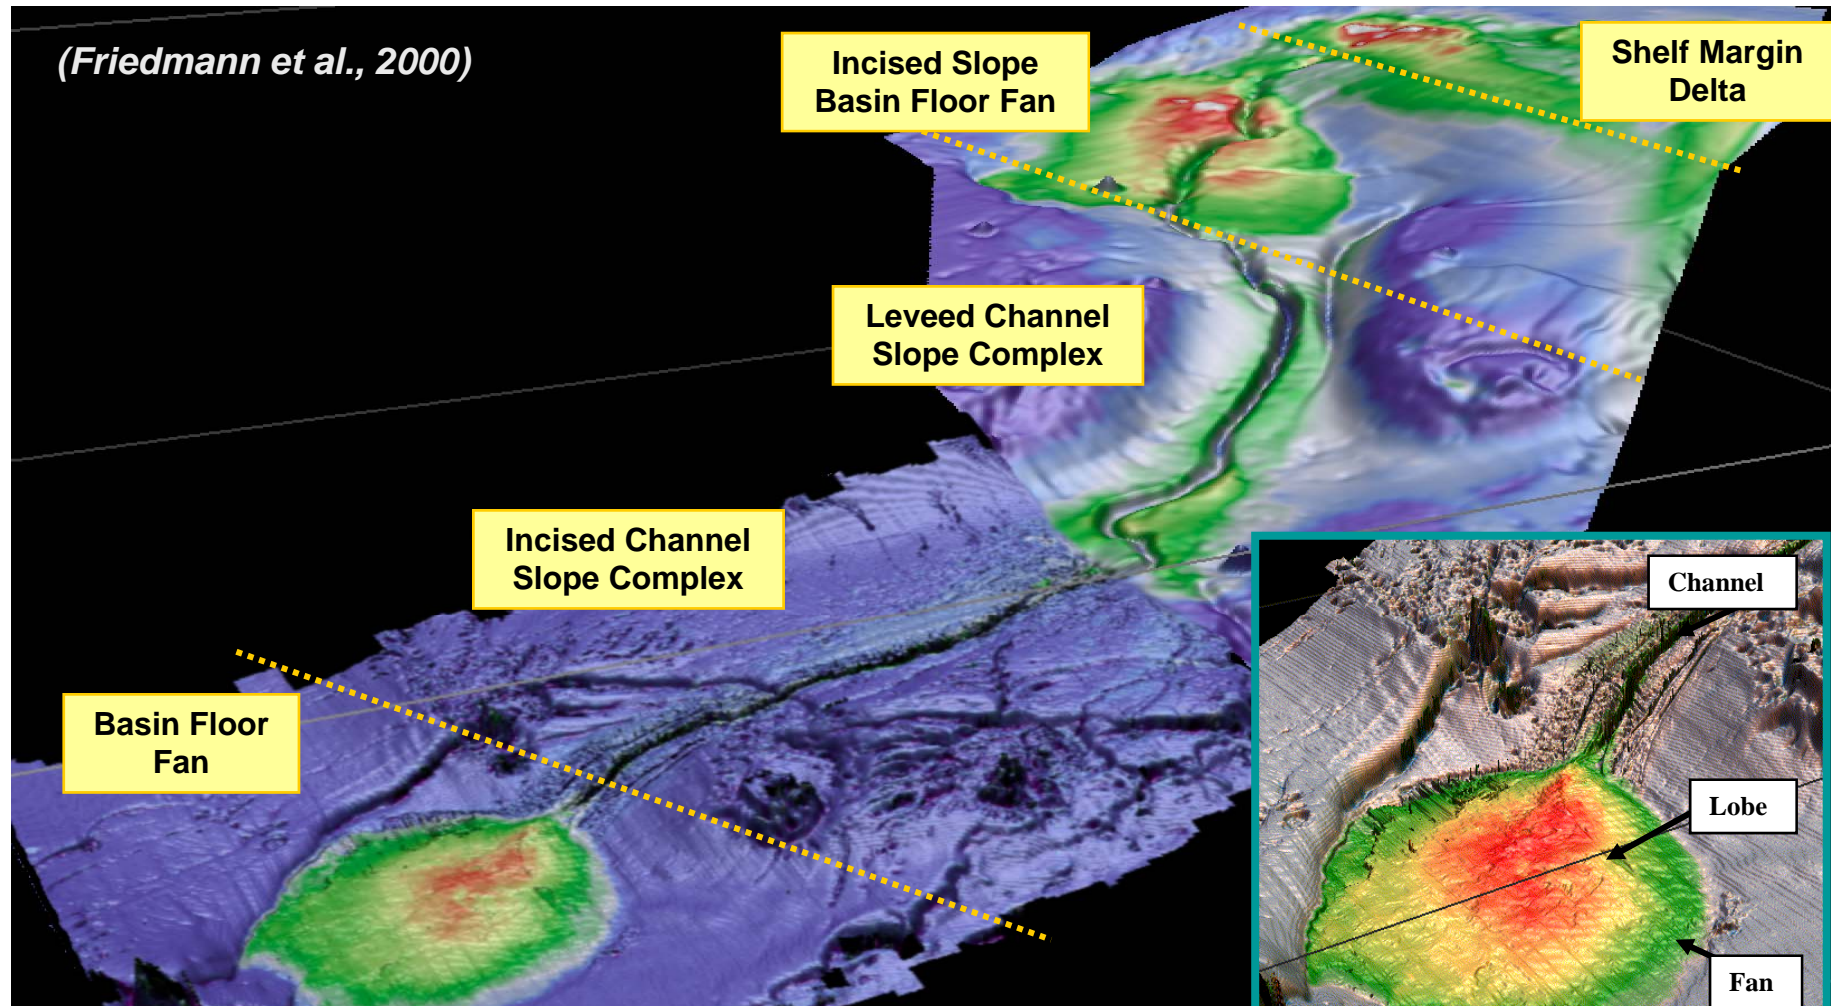 (Friedmann et al., 2000)
Incised Slope
Basin Floor Fan
Shelf Margin
Delta
Leveed Channel
Slope Complex
Incised Channel
Slope Complex
Basin Floor
Fan
Channel
Lobe
Fan